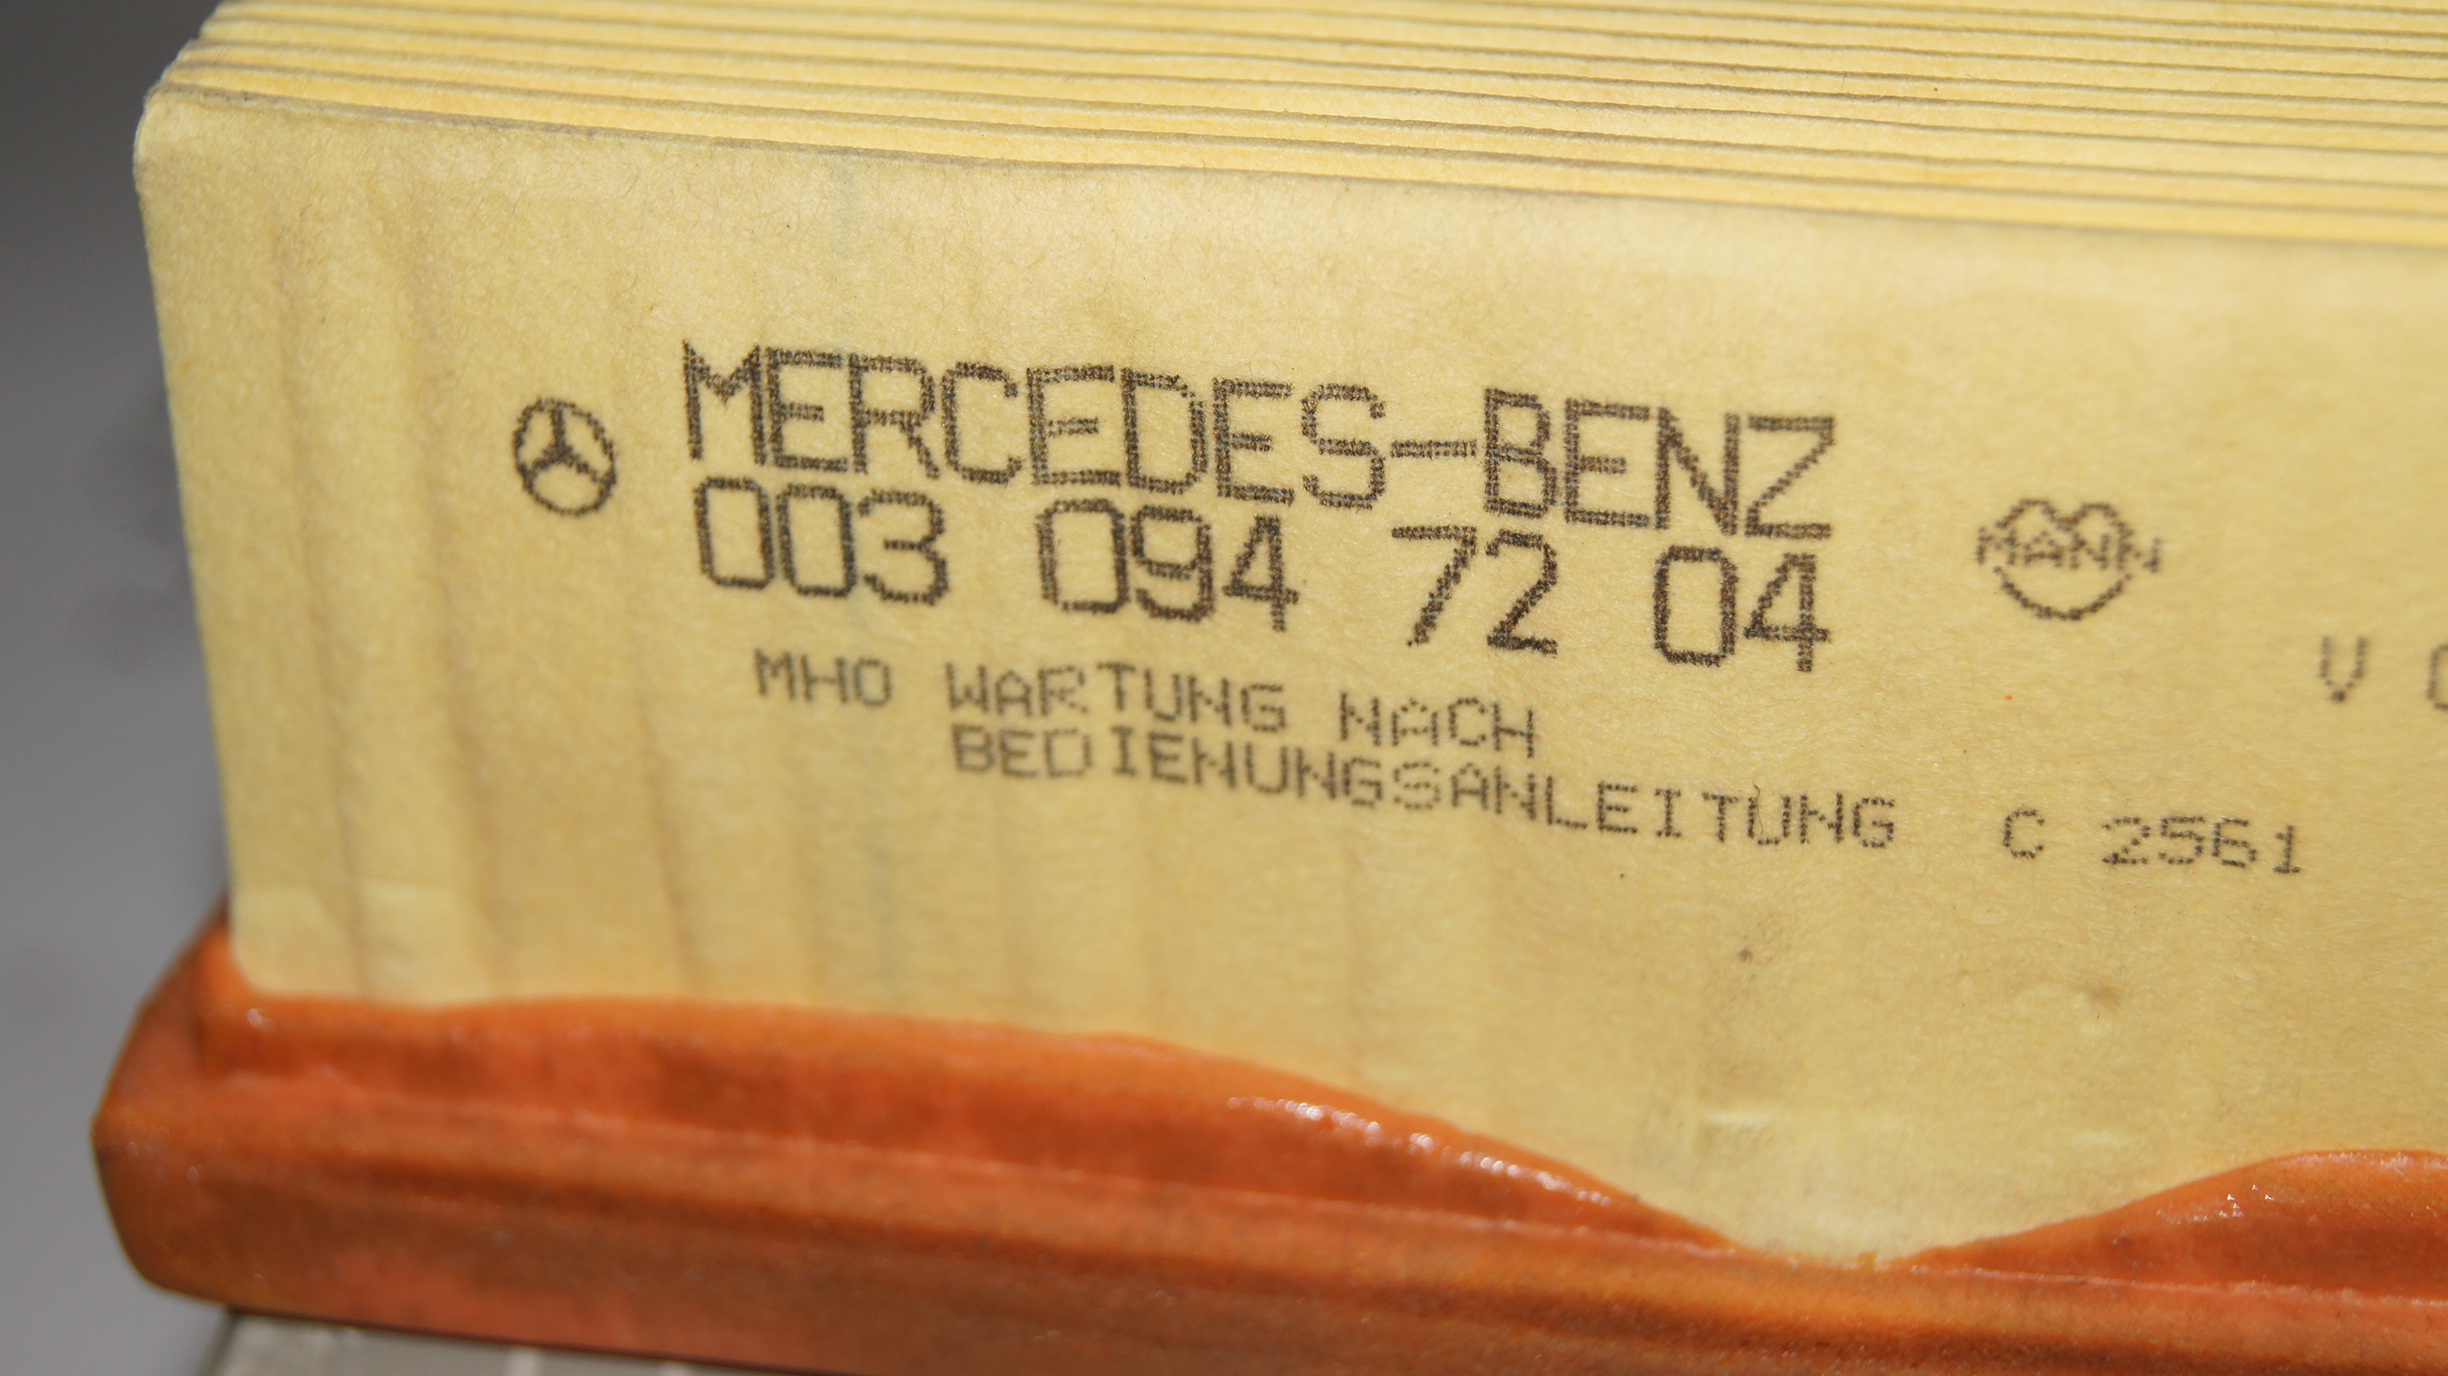 MERCEDES-BENZ
003 094 72 04
MANN
MHO WARTUNG NACH
BEDIENUNGSANLEITUNG C 2561
V